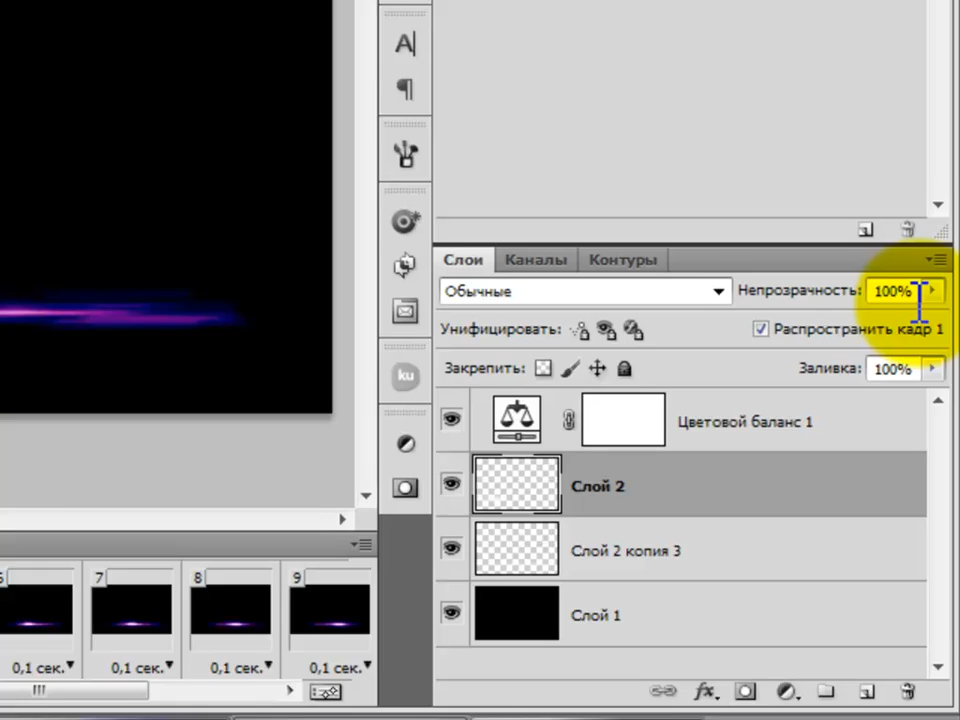 A
ku
Слои Каналы Контуры
Обычные Непрозрачность: 100%
Унифицировать: Распространить кадр 1
Закрепить: Заливка: 100%
Цветовой баланс 1
Слой 2
Слой 2 копия 3
Слой 1
6 7 8 9
0,1 сек. 0,1 сек. 0,1 сек. 0,1 сек.
fx